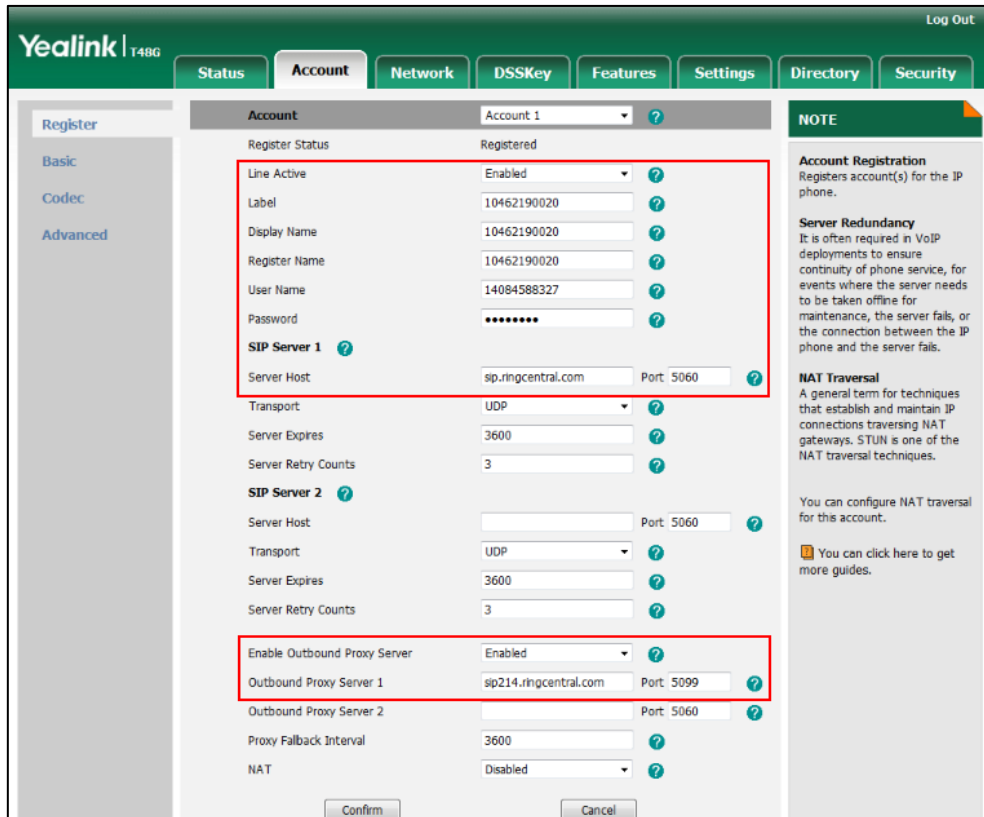 Log Out
Yealink | T48G
Status Account Network DSSKey Features Settings Directory Security
Register
Basic
Codec
Advanced
Account Account 1 ?
Register Status Registered
Line Active Enabled ?
Label 10462190020 ?
Display Name 10462190020 ?
Register Name 10462190020 ?
User Name 14084588327 ?
Password •••••••• ?
SIP Server 1 ?
Server Host sip.ringcentral.com Port 5060 ?
Transport UDP ?
Server Expires 3600 ?
Server Retry Counts 3 ?
SIP Server 2 ?
Server Host Port 5060 ?
Transport UDP ?
Server Expires 3600 ?
Server Retry Counts 3 ?
Enable Outbound Proxy Server Enabled ?
Outbound Proxy Server 1 sip214.ringcentral.com Port 5099 ?
Outbound Proxy Server 2 Port 5060 ?
Proxy Fallback Interval 3600 ?
NAT Disabled ?
Confirm Cancel
NOTE
Account Registration
Registers account(s) for the IP
phone.
Server Redundancy
It is often required in VoIP
deployments to ensure
continuity of phone service, for
events where the server needs
to be taken offline for
maintenance, the server fails, or
the connection between the IP
phone and the server fails.
NAT Traversal
A general term for techniques
that establish and maintain IP
connections traversing NAT
gateways. STUN is one of the
NAT traversal techniques.
You can configure NAT traversal
for this account.
? You can click here to get
more guides.